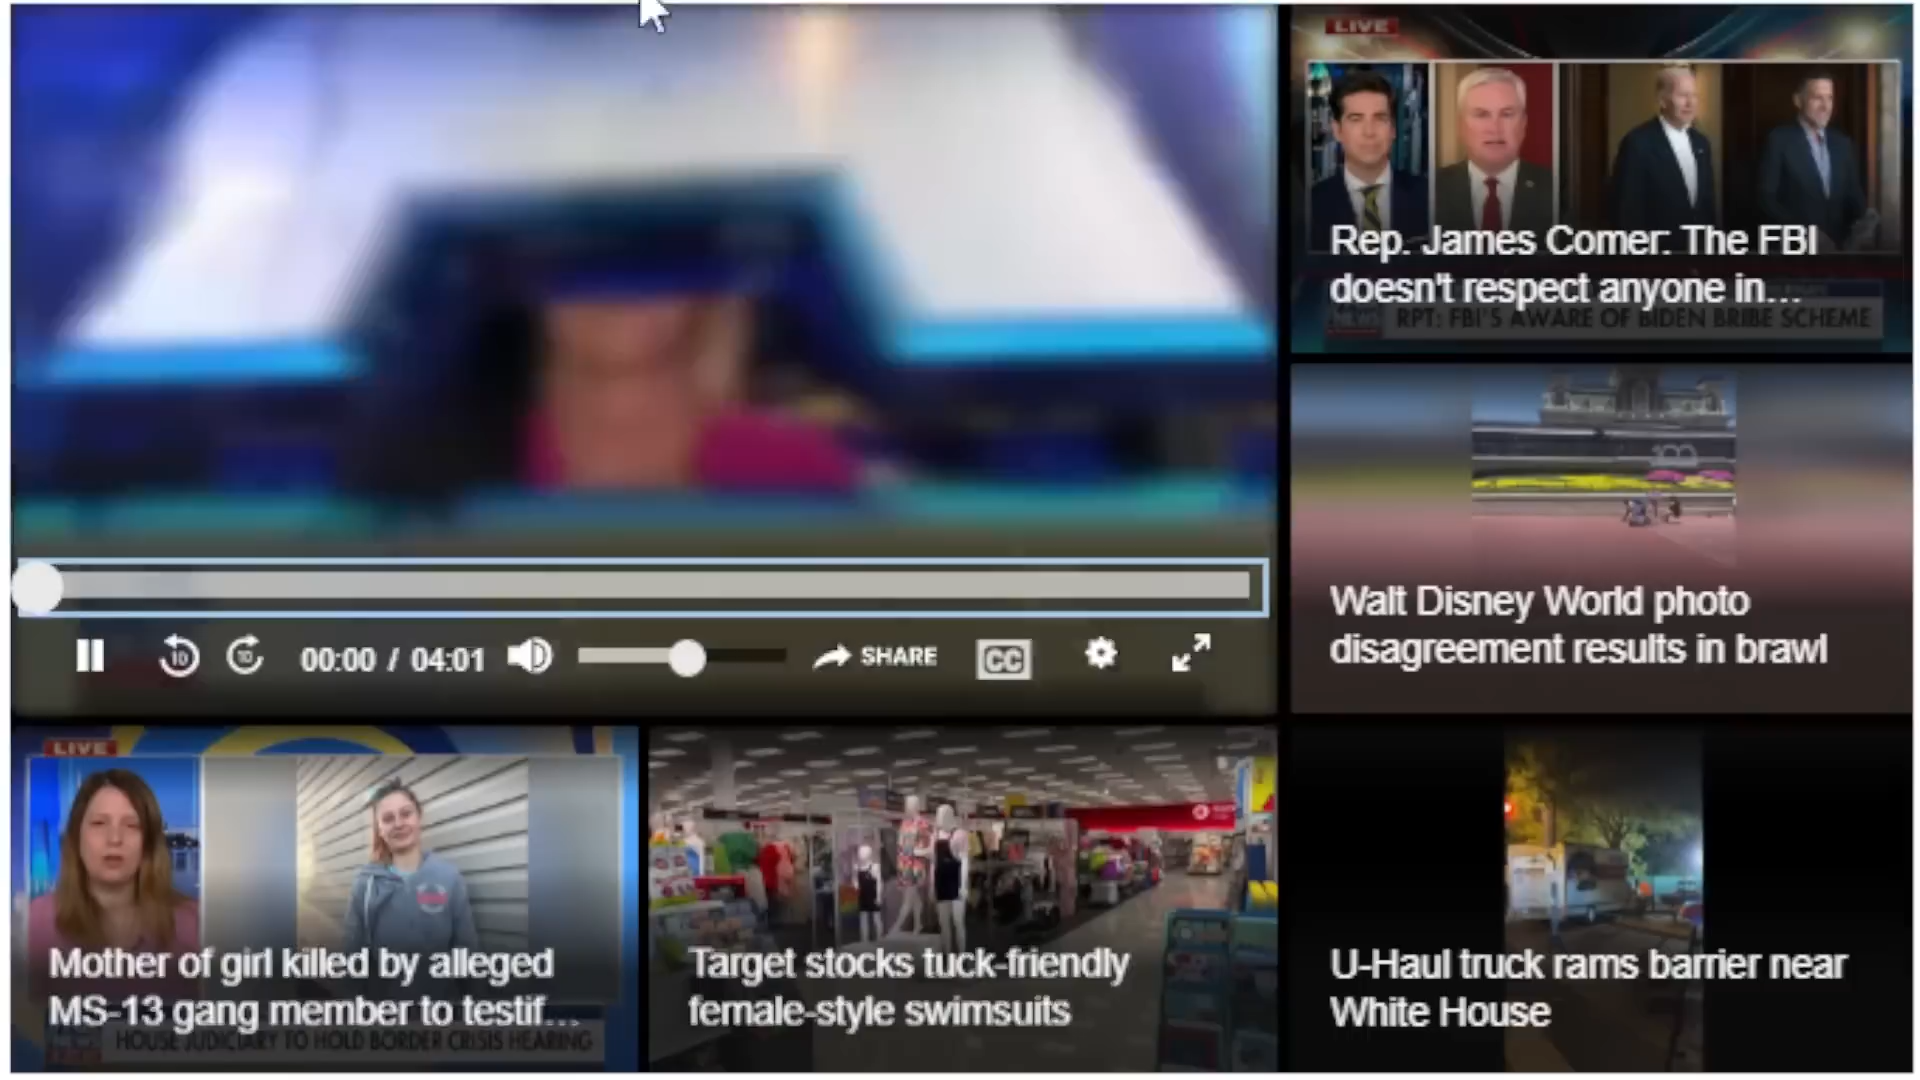 LIVE
Rep. James Comer: The FBI
doesn't respect anyone in...
RPT: FBI'S AWARE OF BIDEN BRIBE SCHEME
Walt Disney World photo
disagreement results in brawl
100
10
10
00:00 / 04:01
SHARE
CC
LIVE
Mother of girl killed by alleged
MS-13 gang member to testif...
HOUSE JUDICIARY TO HOLD BORDER CRISIS HEARING
Target stocks tuck-friendly
female-style swimsuits
U-Haul truck rams barrier near
White House